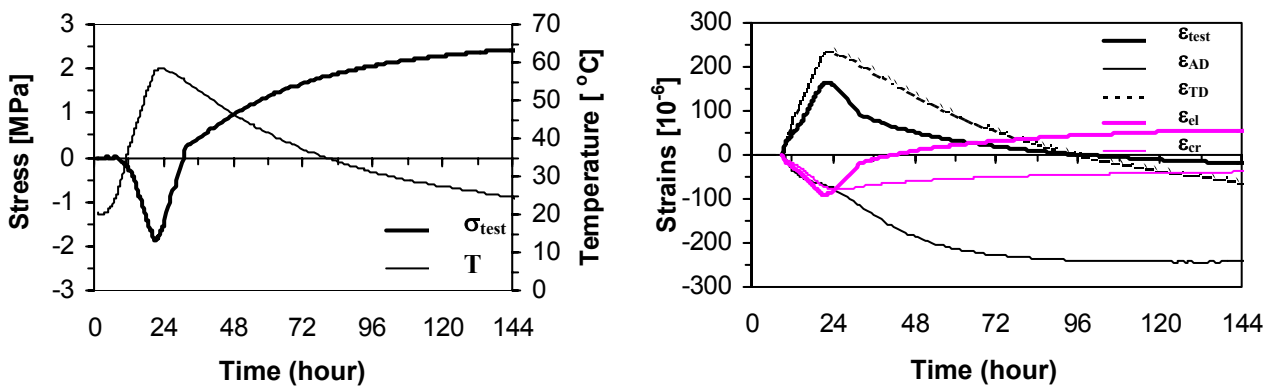 Stress [MPa]
3
2
1
0
-1
-2
-3
70
60
50
40
30
20
10
0
Temperature [ °C]
σtest
T
0 24 48 72 96 120 144
Time (hour)
Strains [10-6]
300
200
100
0
-100
-200
-300
εtest
εAD
εTD
εel
εcr
0 24 48 72 96 120 144
Time (hour)